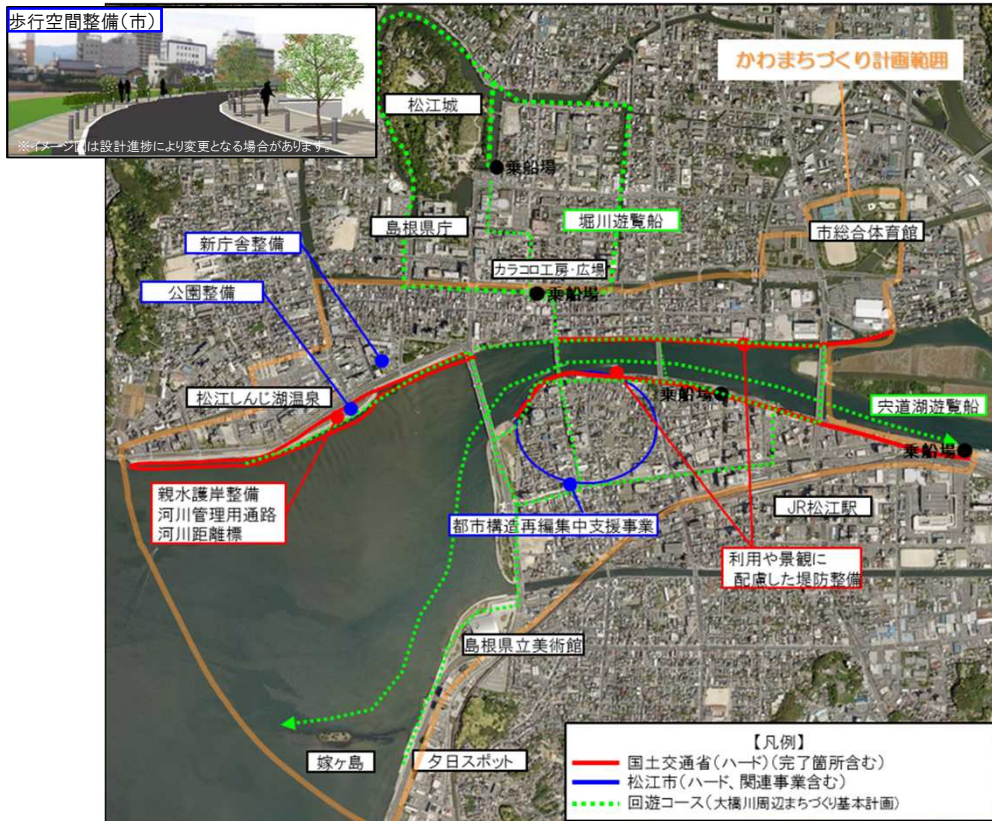 歩行空間整備(市)
※イメージ図は設計進捗により変更となる場合があります。
かわまちづくり計画範囲
松江城
乗船場
島根県庁
堀川遊覧船
市総合体育館
新庁舎整備
カラコロ工房・広場
公園整備
乗船場
松江しんじ湖温泉
乗船場
宍道湖遊覧船
乗船場
親水護岸整備
河川管理用通路
河川距離標
都市構造再編集中支援事業
JR松江駅
利用や景観に
配慮した堤防整備
島根県立美術館
嫁ヶ島
夕日スポット
【凡例】
国土交通省(ハード)(完了箇所含む)
松江市(ハード、関連事業含む)
回遊コース(大橋川周辺まちづくり基本計画)